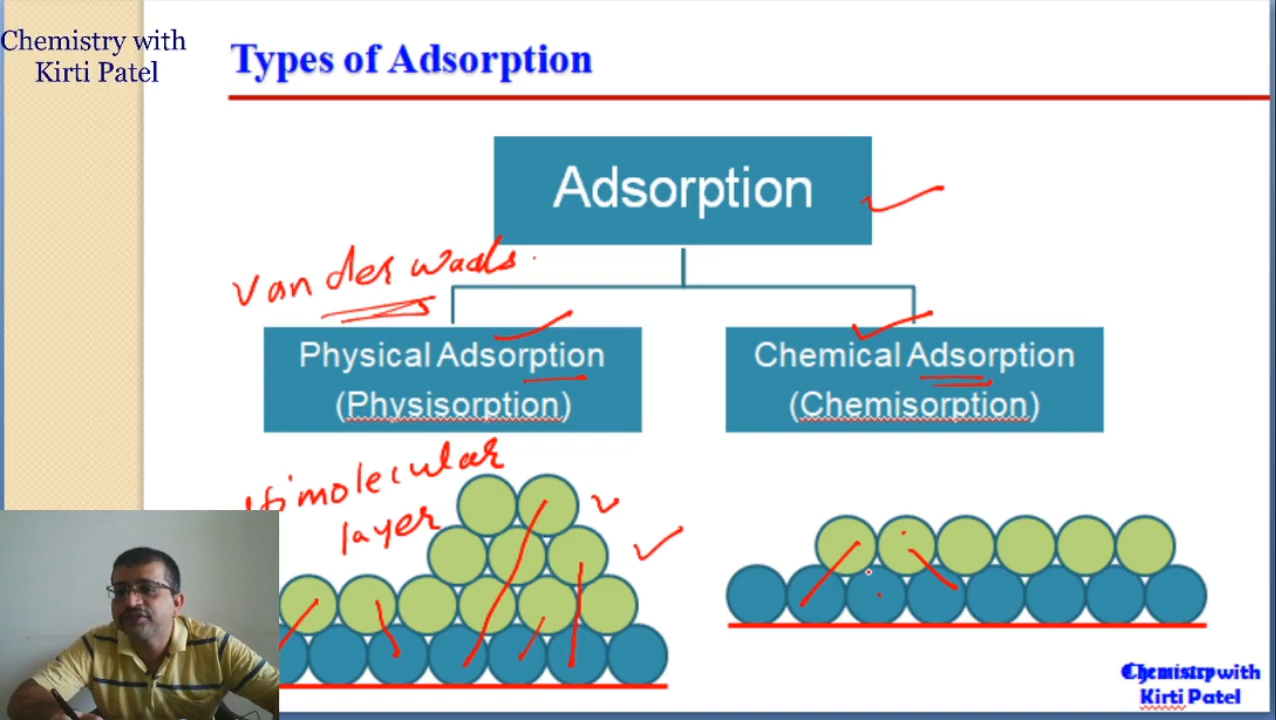 Chemistry with
Kirti Patel
Types of Adsorption
Adsorption
van der waals.
Physical Adsorption
(Physisorption)
Chemical Adsorption
(Chemisorption)
layer
Chemistry with
Kirti Patel